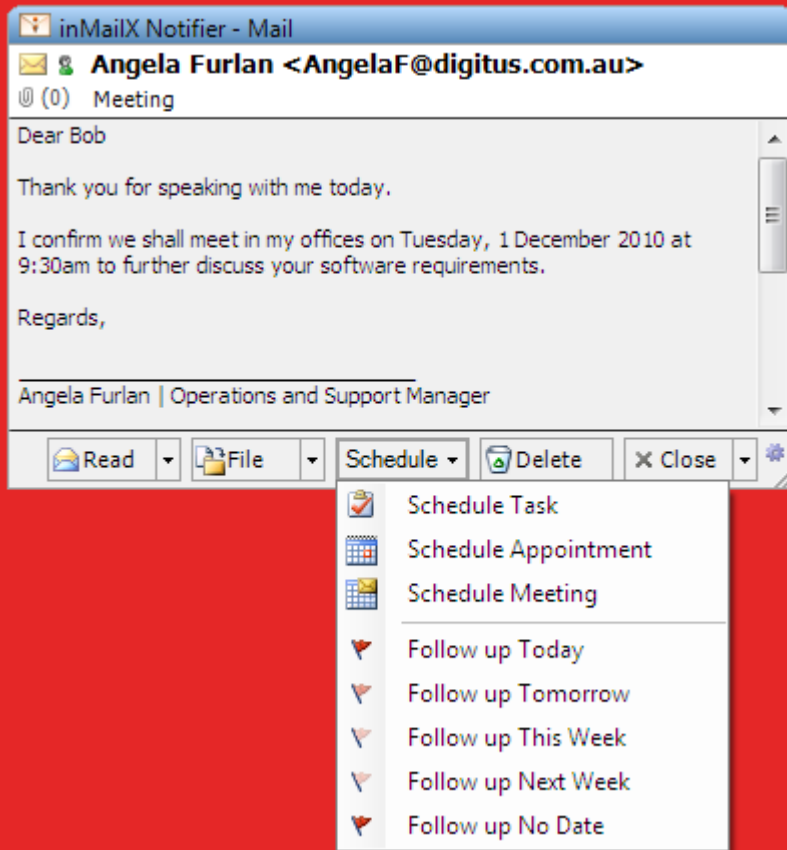 inMailX Notifier - Mail
Angela Furlan <AngelaF@digitus.com.au>
(0) Meeting
Dear Bob
Thank you for speaking with me today.
I confirm we shall meet in my offices on Tuesday, 1 December 2010 at
9:30am to further discuss your software requirements.
Regards,
Angela Furlan | Operations and Support Manager
Read File Schedule Delete Close
Schedule Task
Schedule Appointment
Schedule Meeting
Follow up Today
Follow up Tomorrow
Follow up This Week
Follow up Next Week
Follow up No Date